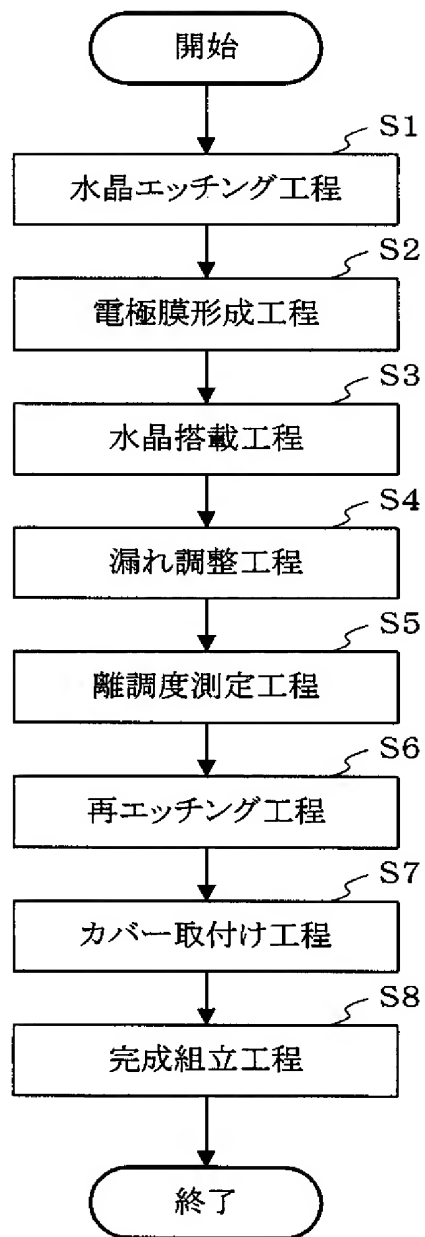 開始
S1
水晶エッチング工程
S2
電極膜形成工程
S3
水晶搭載工程
S4
漏れ調整工程
S5
離調度測定工程
S6
再エッチング工程
S7
カバー取付け工程
S8
完成組立工程
終了